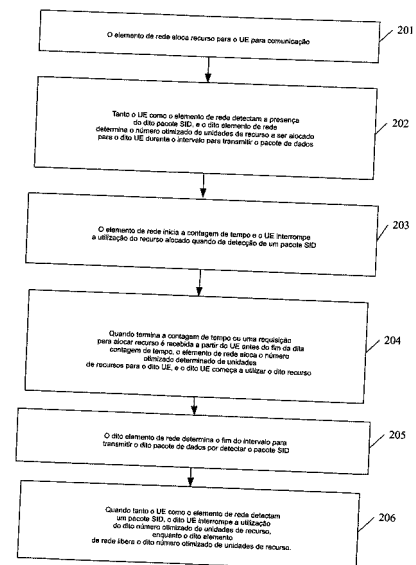 O elemento de rede aloca recurso para o UE para comunicação
201
Tanto o UE como o elemento de rede detectam a presença
do dito pacote SID, e o dito elemento de rede
determina o número otimizado de unidades de recurso a ser alocado
para o dito UE durante o intervalo para transmitir o pacote de dados
202
O elemento de rede inicia a contagem de tempo e o UE interrompe
a utilização do recurso alocado quando da detecção de um pacote SID
203
Quando termina a contagem de tempo ou uma requisição
para alocar recurso é recebida a partir do UE antes do fim da dita
contagem de tempo, o elemento de rede aloca o número
otimizado determinado de unidades
de recursos para o dito UE, e o dito UE começa a utilizar o dito recurso
204
O dito elemento de rede determina o fim do intervalo para
transmitir o dito pacote de dados por detectar o pacote SID
205
Quando tanto o UE como o elemento de rede detectam
um pacote SID, o dito UE interrompe a utilização
do dito número otimizado de unidades de recurso,
enquanto o dito elemento
de rede libera o dito número otimizado de unidades de recurso.
206